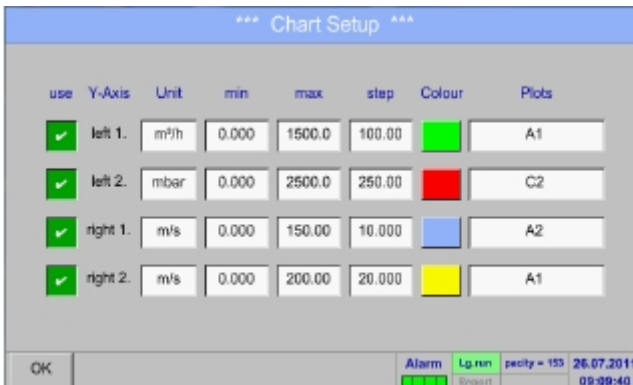 *** Chart Setup ***
use Y-Axis Unit min max step Colour Plots
left 1. m³/h 0.000 1500.0 100.00 A1
left 2. mbar 0.000 2500.0 250.00 C2
right 1. m/s 0.000 150.00 10.000 A2
right 2. m/s 0.000 200.00 20.000 A1
OK Alarm Lg.run pacity = 153 26.07.2011
Report 09:09:40